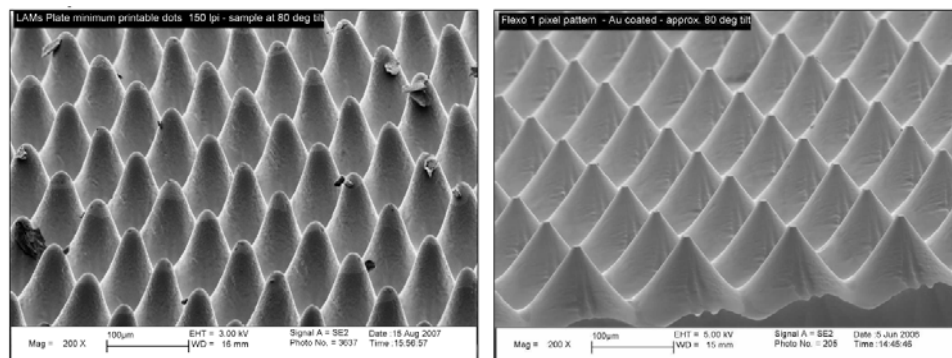 LAMs Plate minimum printable dots 150 lpi - sample at 80 deg tilt
Mag = 200 X
100µm
EHT = 3.00 kV
WD = 16 mm
Signal A = SE2
Photo No. = 3637
Date :15 Aug 2007
Time :15:56:57
Flexo 1 pixel pattern - Au coated - approx. 80 deg tilt
Mag = 200 X
100µm
EHT = 5.00 kV
WD = 15 mm
Signal A = SE2
Photo No. = 205
Date :5 Jun 2006
Time :14:45:46